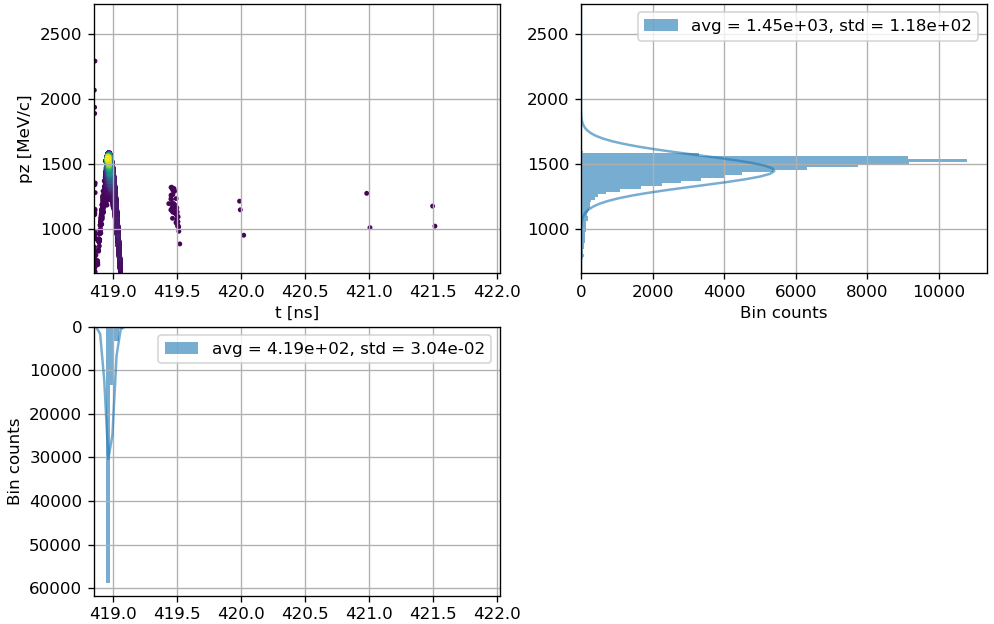 2500
2000
1500
1000
pz [MeV/c]
419.0 419.5 420.0 420.5 421.0 421.5 422.0
t [ns]
avg = 1.45e+03, std = 1.18e+02
2500
2000
1500
1000
0 2000 4000 6000 8000 10000
Bin counts
avg = 4.19e+02, std = 3.04e-02
0
10000
20000
30000
40000
50000
60000
Bin counts
419.0 419.5 420.0 420.5 421.0 421.5 422.0